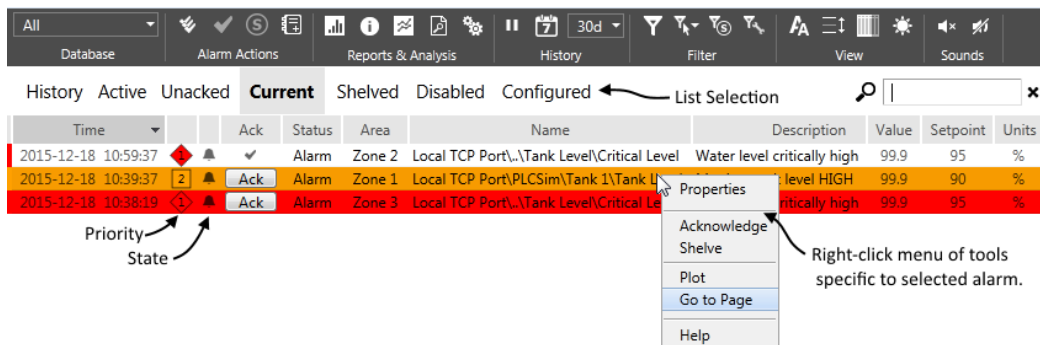 All 30d
Database Alarm Actions Reports & Analysis History Filter View Sounds
History Active Unacked Current Shelved Disabled Configured List Selection
Time Ack Status Area Name Description Value Setpoint Units
2015-12-18 10:59:37 1 Alarm Zone 2 Local TCP Port\..\Tank Level\Critical Level Water level critically high 99.9 95 %
2015-12-18 10:39:37 2 Ack Alarm Zone 1 Local TCP Port\PLCSim\Tank 1\Tank level HIGH 99.9 90 %
2015-12-18 10:38:19 1 Ack Alarm Zone 3 Local TCP Port\..\Tank Level\Critical critically high 99.9 95 %
Priority
State
Properties
Acknowledge
Shelve
Plot
Go to Page
Help
Right-click menu of tools
specific to selected alarm.